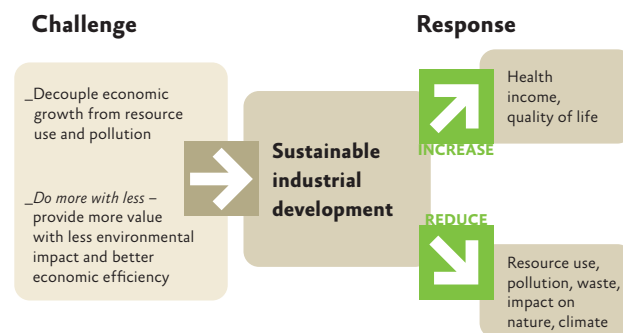 Challenge
Response
_Decouple economic
growth from resource
use and pollution
_Do more with less –
provide more value
with less environmental
impact and better
economic efficiency
Sustainable
industrial
development
INCREASE
Health
income,
quality of life
REDUCE
Resource use,
pollution, waste,
impact on
nature, climate